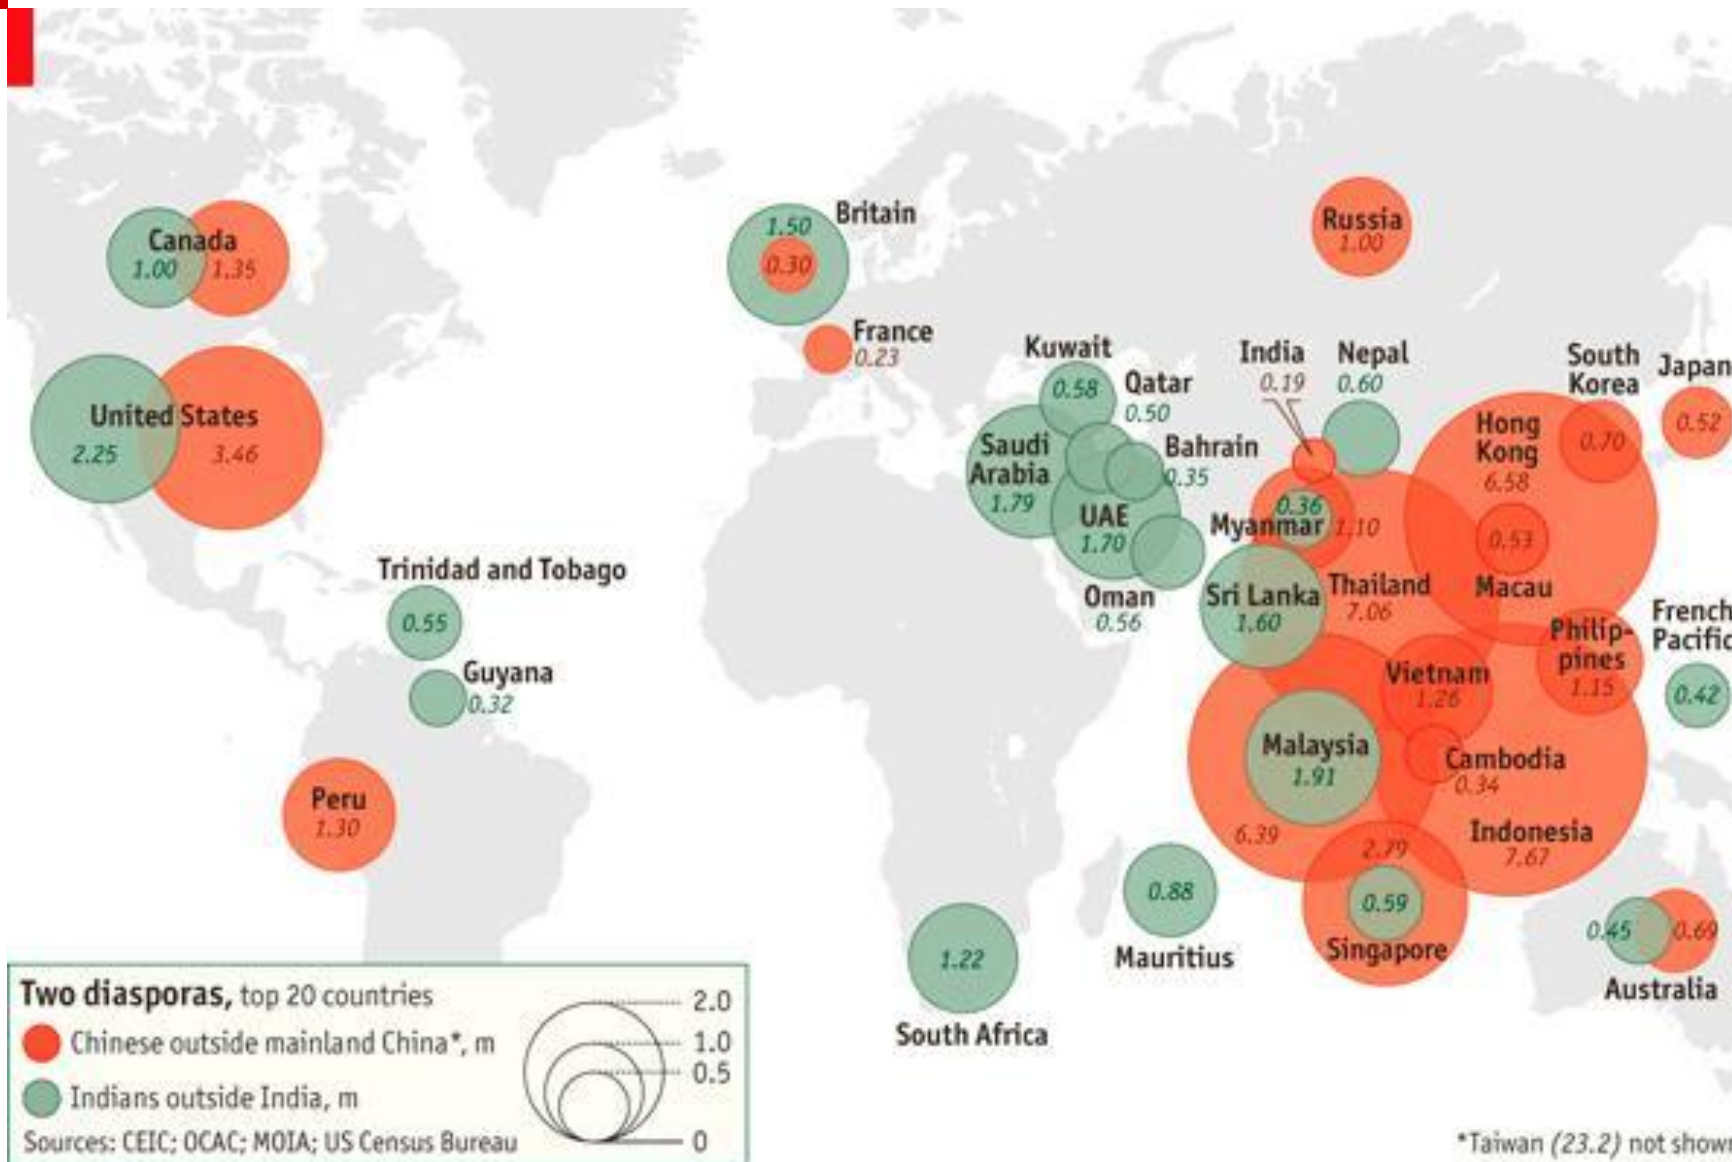 Britain
1.50
0.30
Russia
1.00
Canada
1.00
1.35
France
0.23
Kuwait
0.58
Qatar
0.50
India
0.19
Nepal
0.60
South
Korea
0.70
Japan
0.52
United States
2.25
3.46
Saudi
Arabia
1.79
Bahrain
0.35
Hong
Kong
6.58
UAE
1.70
0.36
Myanmar
1.10
0.53
Macau
Trinidad and Tobago
0.55
Oman
0.56
Sri Lanka
1.60
Thailand
7.06
Philip-
pines
1.15
French
Pacific
0.42
Guyana
0.32
Vietnam
1.26
Malaysia
1.91
6.39
Cambodia
0.34
Peru
1.30
Indonesia
7.67
2.79
0.59
Singapore
0.88
Mauritius
1.22
South Africa
0.45
0.69
Australia
Two diasporas, top 20 countries
Chinese outside mainland China*, m
Indians outside India, m
2.0
1.0
0.5
0
Sources: CEIC; OCAC; MOIA; US Census Bureau
*Taiwan (23.2) not shown